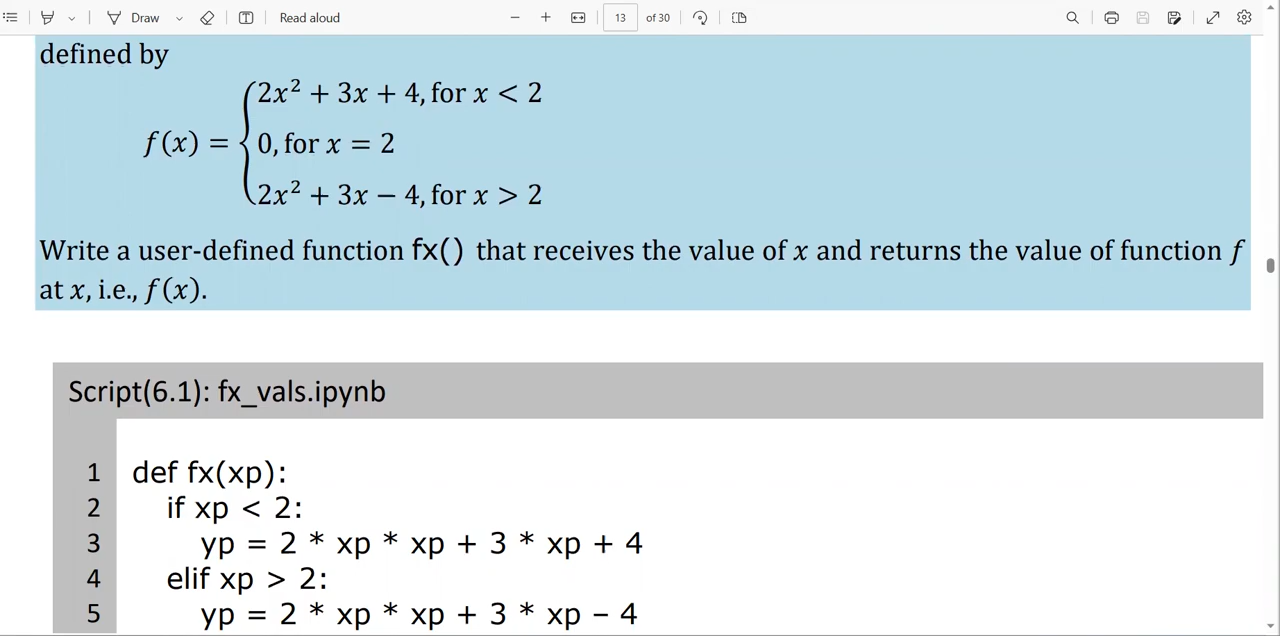 Draw Read aloud 13 of 30
defined by
2x² + 3x + 4, for x < 2
f(x) = { 0, for x = 2
2x² + 3x − 4, for x > 2
Write a user-defined function fx() that receives the value of x and returns the value of function f
at x, i.e., f(x).
Script(6.1): fx_vals.ipynb
1 def fx(xp):
2 if xp < 2:
3 yp = 2 * xp * xp + 3 * xp + 4
4 elif xp > 2:
5 yp = 2 * xp * xp + 3 * xp − 4